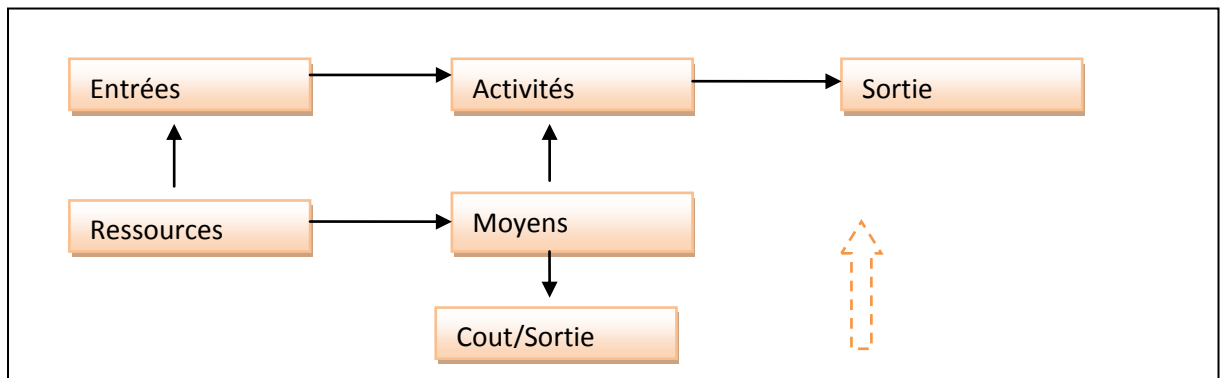 Entrées
Activités
Sortie
Ressources
Moyens
Cout/Sortie